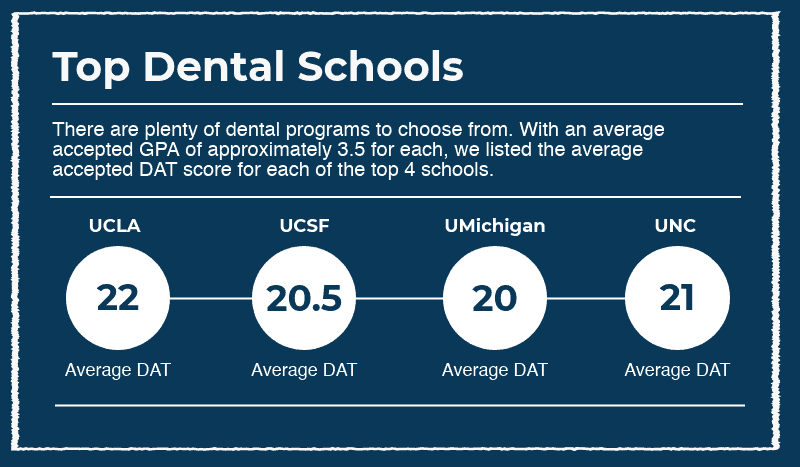 Top Dental Schools
There are plenty of dental programs to choose from. With an average
accepted GPA of approximately 3.5 for each, we listed the average
accepted DAT score for each of the top 4 schools.
UCLA UCSF UMichigan UNC
22 20.5 20 21
Average DAT Average DAT Average DAT Average DAT